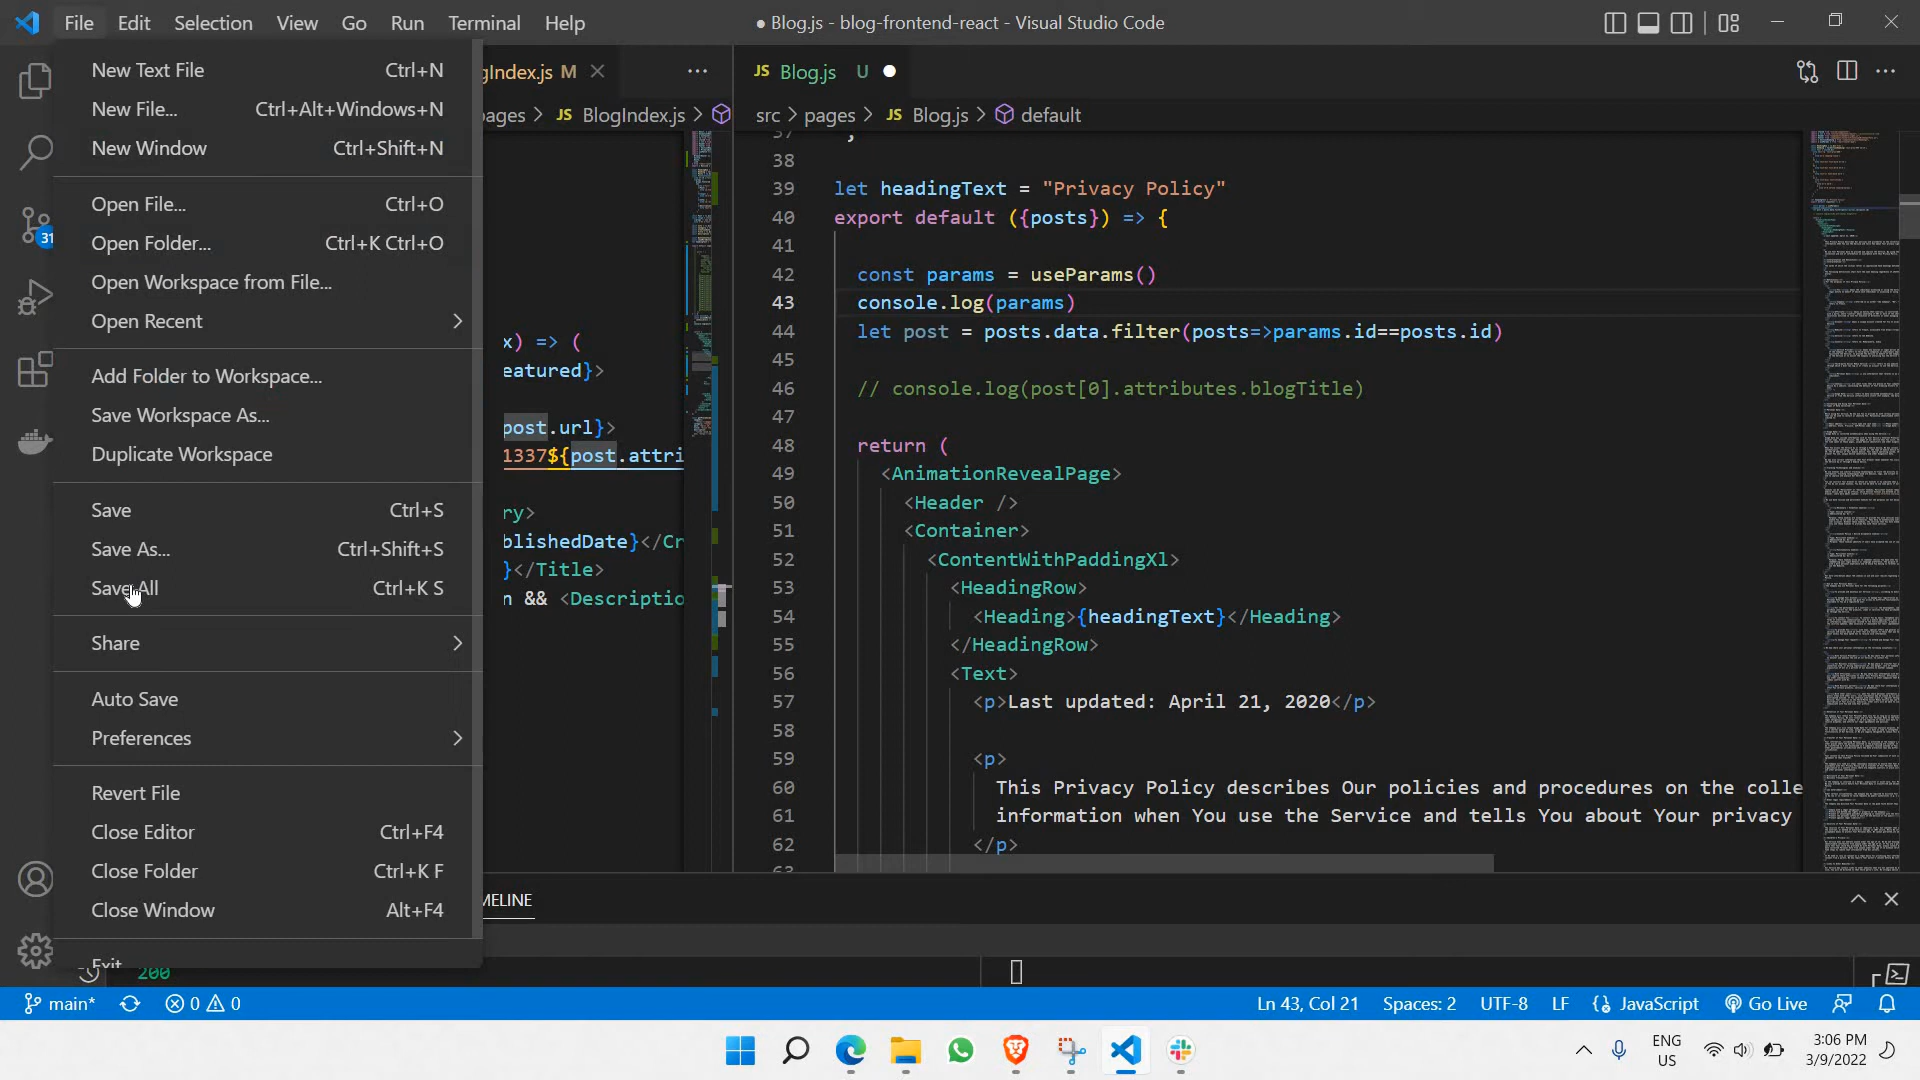 File Edit Selection View Go Run Terminal Help
● Blog.js - blog-frontend-react - Visual Studio Code
New Text File Ctrl+N
New File... Ctrl+Alt+Windows+N
New Window Ctrl+Shift+N
Open File... Ctrl+O
Open Folder... Ctrl+K Ctrl+O
Open Workspace from File...
Open Recent
Add Folder to Workspace...
Save Workspace As...
Duplicate Workspace
Save Ctrl+S
Save As... Ctrl+Shift+S
Save All Ctrl+K S
Share
Auto Save
Preferences
Revert File
Close Editor Ctrl+F4
Close Folder Ctrl+K F
Close Window Alt+F4
Exit
31
gIndex.js M
ages > JS BlogIndex.js >
x) => (
eatured}>
post.url}>
1337${post.attri
ry>
blishedDate}</Cr
}</Title>
n && <Descriptio
JS Blog.js U
src > pages > JS Blog.js > default
37 ;
38
39 let headingText = "Privacy Policy"
40 export default ({posts}) => {
41
42 const params = useParams()
43 console.log(params)
44 let post = posts.data.filter(posts=>params.id==posts.id)
45
46 // console.log(post[0].attributes.blogTitle)
47
48 return (
49 <AnimationRevealPage>
50 <Header />
51 <Container>
52 <ContentWithPaddingXl>
53 <HeadingRow>
54 <Heading>{headingText}</Heading>
55 </HeadingRow>
56 <Text>
57 <p>Last updated: April 21, 2020</p>
58
59 <p>
60 This Privacy Policy describes Our policies and procedures on the colle
61 information when You use the Service and tells You about Your privacy
62 </p>
63
MELINE
200
main* 0 0
Ln 43, Col 21 Spaces: 2 UTF-8 LF {} JavaScript Go Live
ENG
US
3:06 PM
3/9/2022